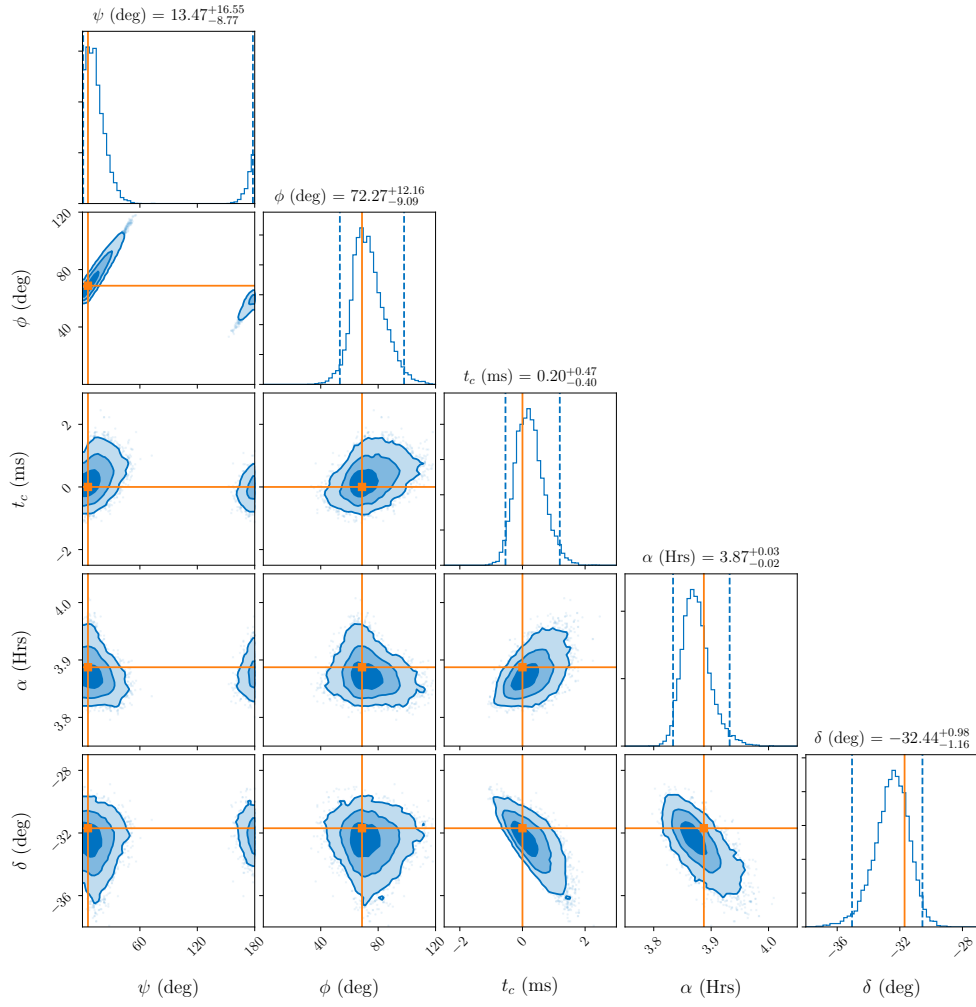 ψ (deg) = 13.47^{+16.55}_{-8.77}
120
80
40
ϕ (deg)
ϕ (deg) = 72.27^{+12.16}_{-9.09}
2
0
−2
t_c (ms)
t_c (ms) = 0.20^{+0.47}_{-0.40}
4.0
3.9
3.8
α (Hrs)
α (Hrs) = 3.87^{+0.03}_{-0.02}
−28
−32
−36
δ (deg)
δ (deg) = −32.44^{+0.98}_{-1.16}
60 120 180 40 80 120 −2 0 2 3.8 3.9 4.0 −36 −32 −28
ψ (deg) ϕ (deg) t_c (ms) α (Hrs) δ (deg)